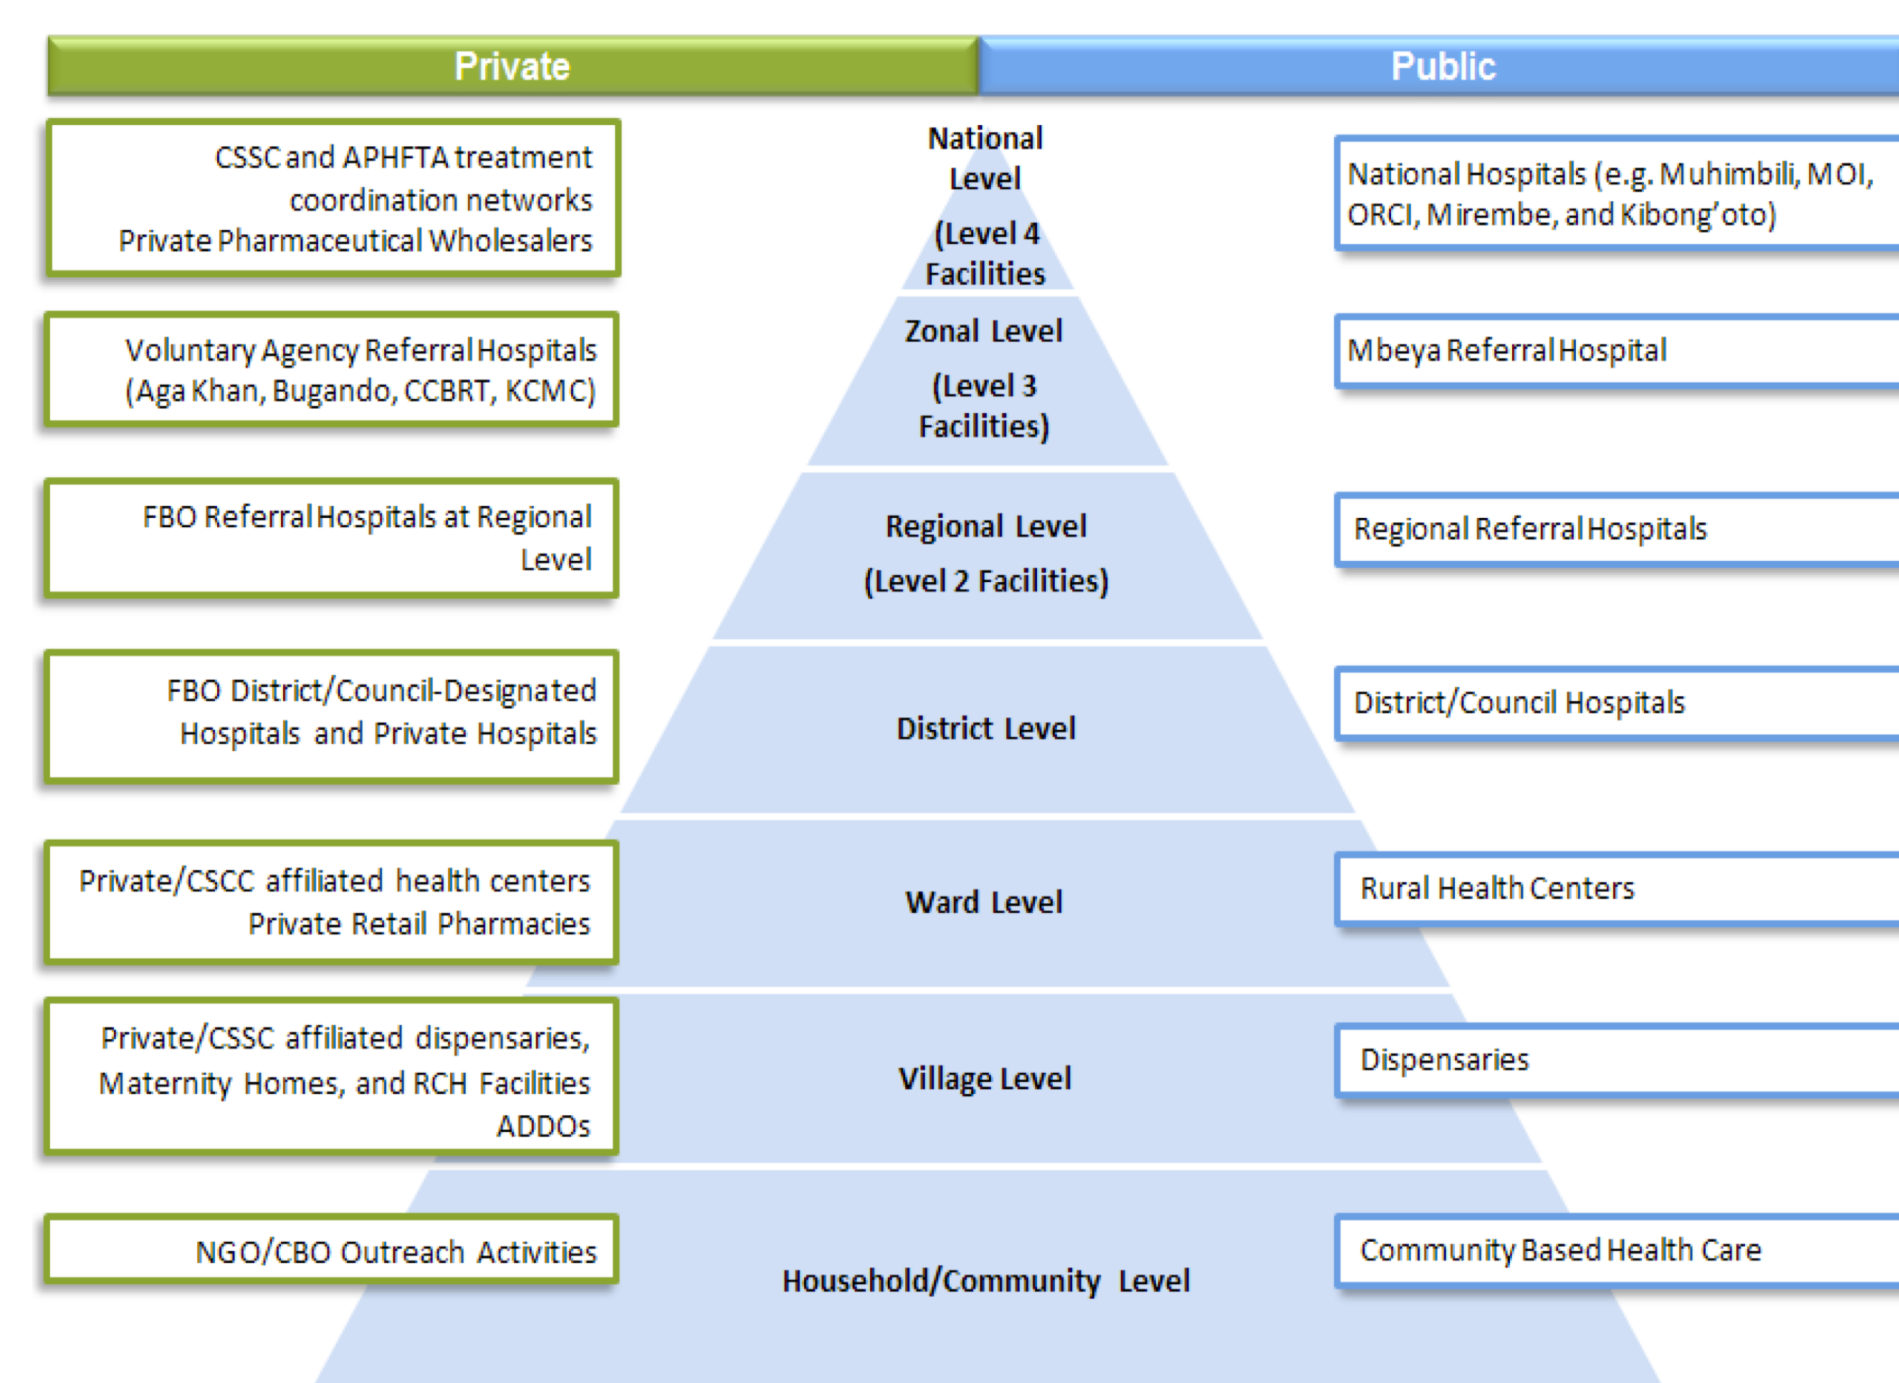 Private
Public
CSSC and APHFTA treatment
coordination networks
Private Pharmaceutical Wholesalers
National
Level
(Level 4
Facilities
National Hospitals (e.g. Muhimbili, MOI,
ORCI, Mirembe, and Kibong'oto)
Voluntary Agency Referral Hospitals
(Aga Khan, Bugando, CCBRT, KCMC)
Zonal Level
(Level 3
Facilities)
Mbeya Referral Hospital
FBO Referral Hospitals at Regional
Level
Regional Level
(Level 2 Facilities)
Regional Referral Hospitals
FBO District/Council-Designated
Hospitals and Private Hospitals
District Level
District/Council Hospitals
Private/CSCC affiliated health centers
Private Retail Pharmacies
Ward Level
Rural Health Centers
Private/CSSC affiliated dispensaries,
Maternity Homes, and RCH Facilities
ADDOs
Village Level
Dispensaries
NGO/CBO Outreach Activities
Household/Community Level
Community Based Health Care